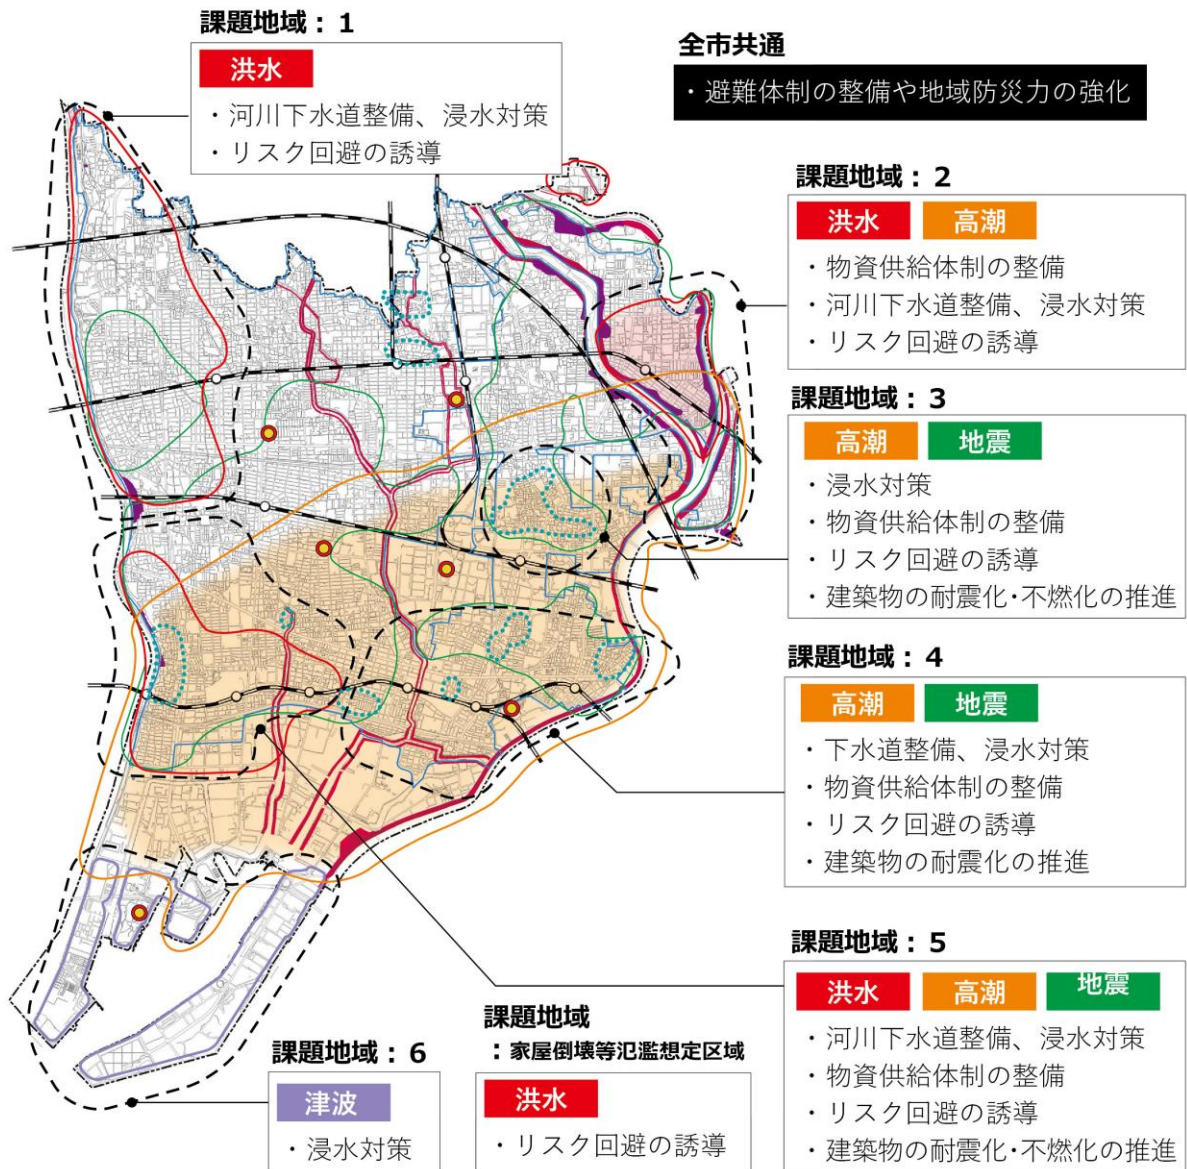 課題地域：1
洪水
・河川下水道整備、浸水対策
・リスク回避の誘導
全市共通
・避難体制の整備や地域防災力の強化
課題地域：2
洪水
高潮
・物資供給体制の整備
・河川下水道整備、浸水対策
・リスク回避の誘導
課題地域：3
高潮
地震
・浸水対策
・物資供給体制の整備
・リスク回避の誘導
・建築物の耐震化･不燃化の推進
課題地域：4
高潮
地震
・下水道整備、浸水対策
・物資供給体制の整備
・リスク回避の誘導
・建築物の耐震化の推進
課題地域：5
洪水
高潮
地震
・河川下水道整備、浸水対策
・物資供給体制の整備
・リスク回避の誘導
・建築物の耐震化･不燃化の推進
課題地域：6
津波
・浸水対策
課題地域
：家屋倒壊等氾濫想定区域
洪水
・リスク回避の誘導